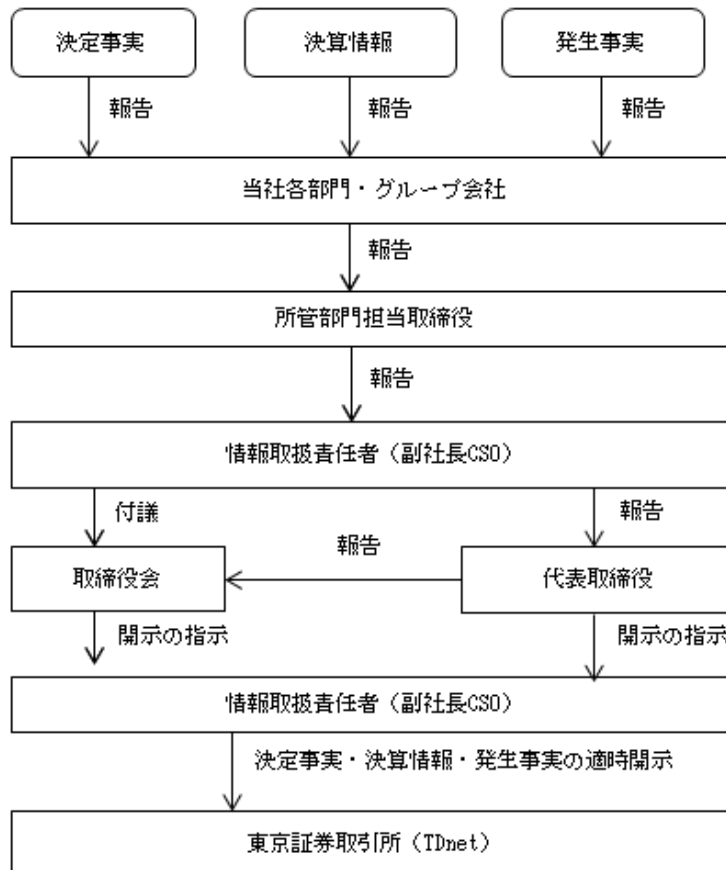 決定事実
決算情報
発生事実
報告
報告
報告
当社各部門・グループ会社
報告
所管部門担当取締役
報告
情報取扱責任者（副社長CSO）
付議
報告
報告
取締役会
代表取締役
開示の指示
開示の指示
情報取扱責任者（副社長CSO）
決定事実・決算情報・発生事実の適時開示
東京証券取引所（TDnet）